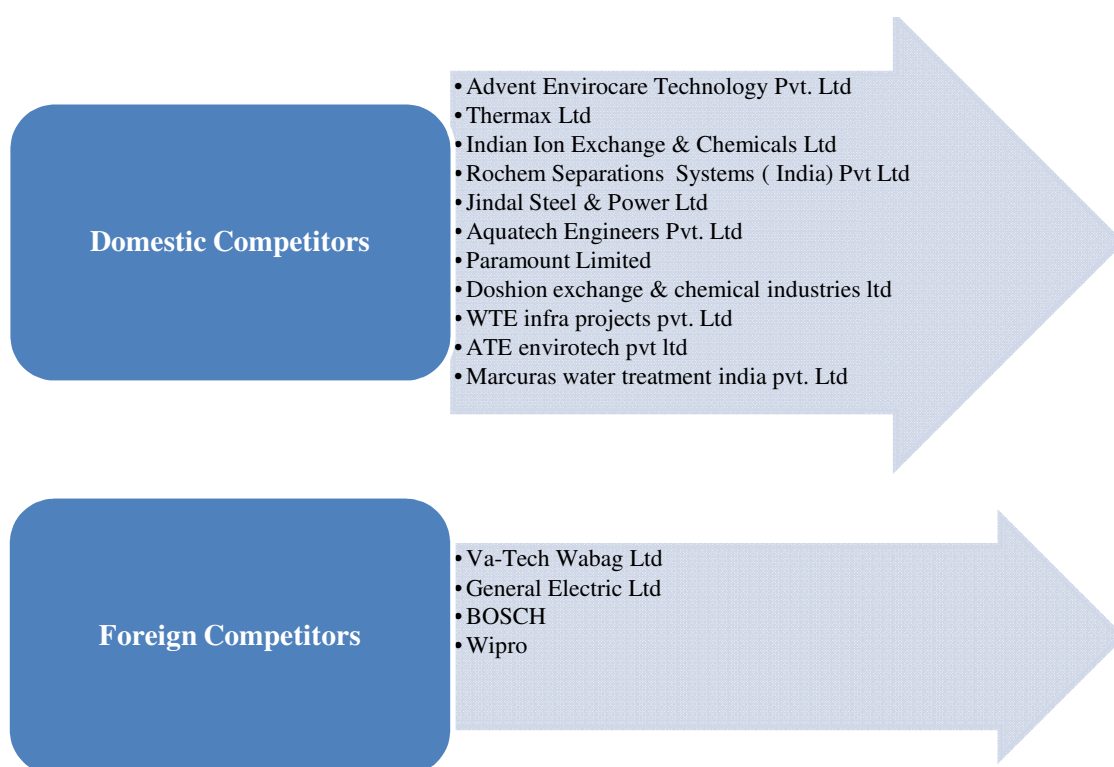 Domestic Competitors
•Advent Envirocare Technology Pvt. Ltd
•Thermax Ltd
•Indian Ion Exchange & Chemicals Ltd
•Rochem Separations  Systems ( India) Pvt Ltd
•Jindal Steel & Power Ltd
•Aquatech Engineers Pvt. Ltd
•Paramount Limited
•Doshion exchange & chemical industries ltd
•WTE infra projects pvt. Ltd
•ATE envirotech pvt ltd
•Marcuras water treatment india pvt. Ltd
Foreign Competitors
•Va-Tech Wabag Ltd
•General Electric Ltd
•BOSCH
•Wipro